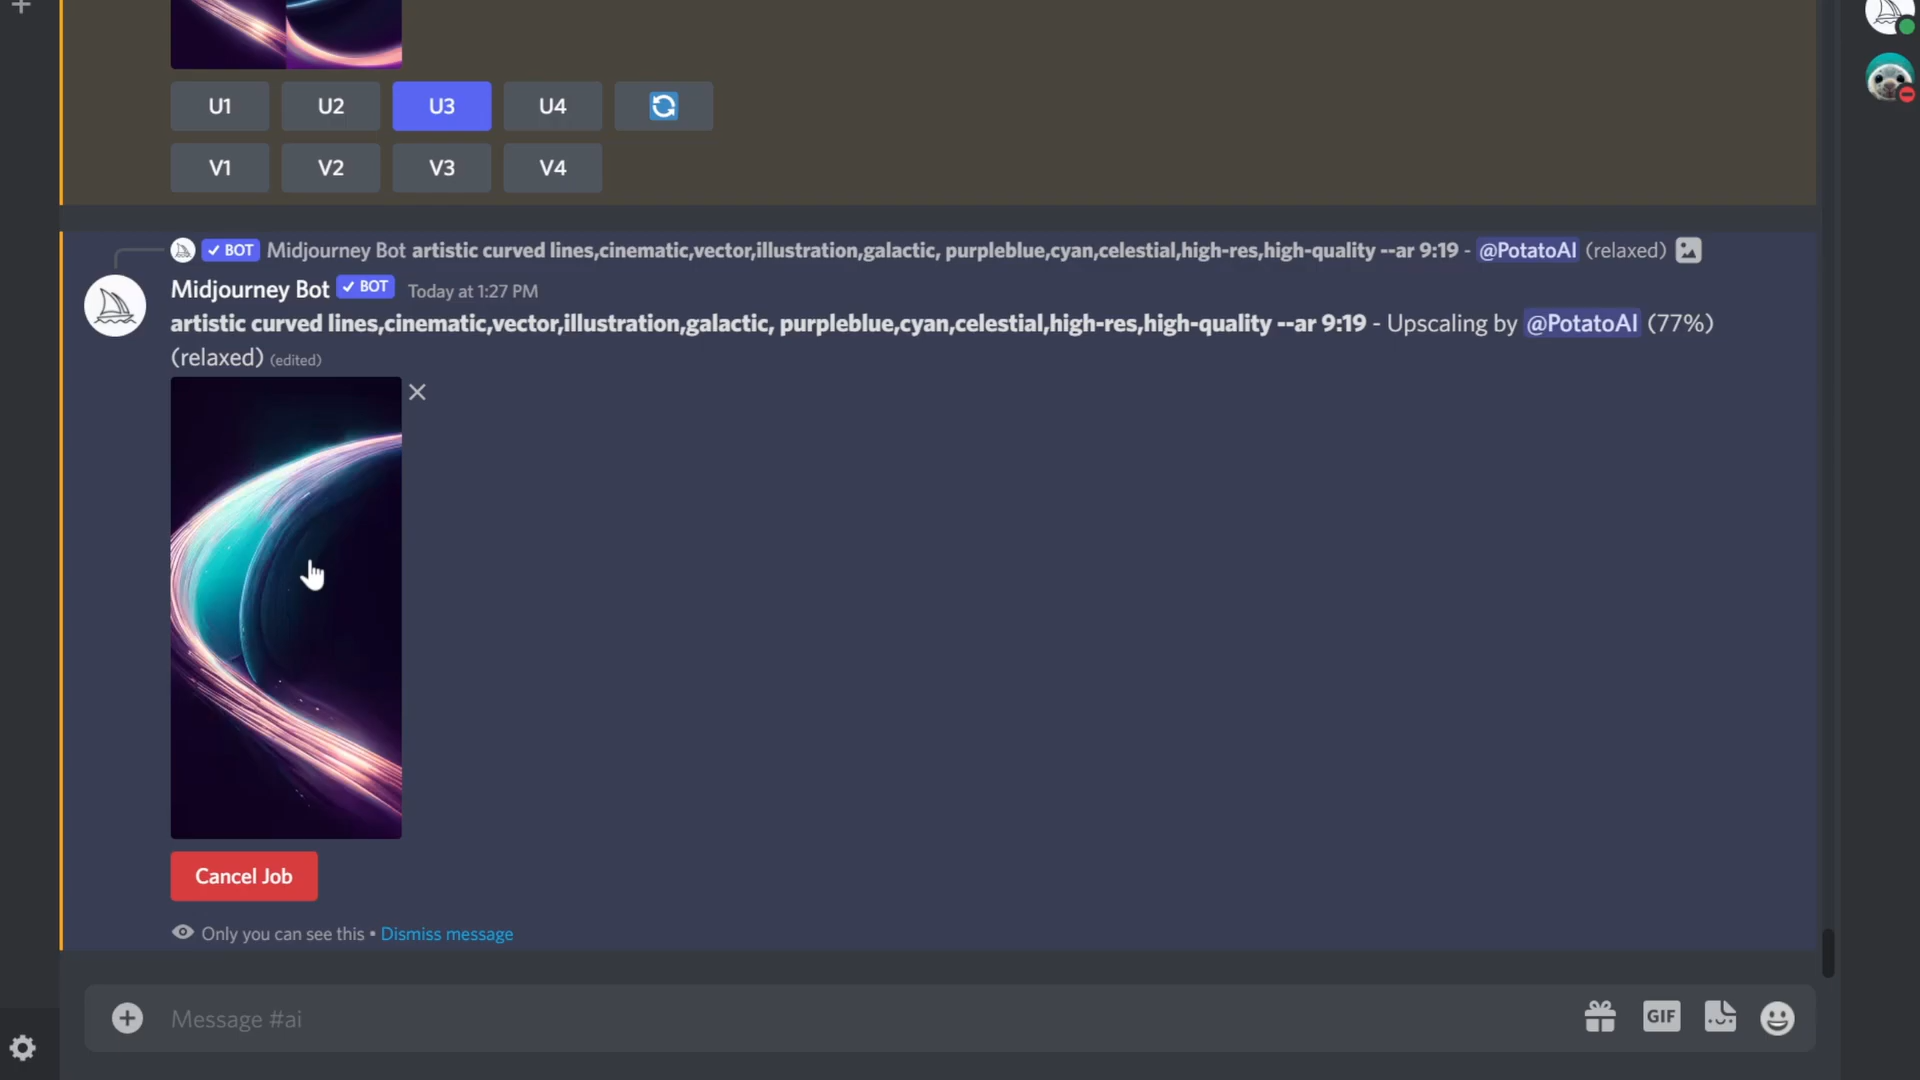 U1 U2 U3 U4
V1 V2 V3 V4
BOT Midjourney Bot artistic curved lines,cinematic,vector,illustration,galactic, purpleblue,cyan,celestial,high-res,high-quality --ar 9:19 - @PotatoAI (relaxed)
Midjourney Bot BOT Today at 1:27 PM
artistic curved lines,cinematic,vector,illustration,galactic, purpleblue,cyan,celestial,high-res,high-quality --ar 9:19 - Upscaling by @PotatoAI (77%)
(relaxed) (edited)
Cancel Job
Only you can see this • Dismiss message
Message #ai GIF